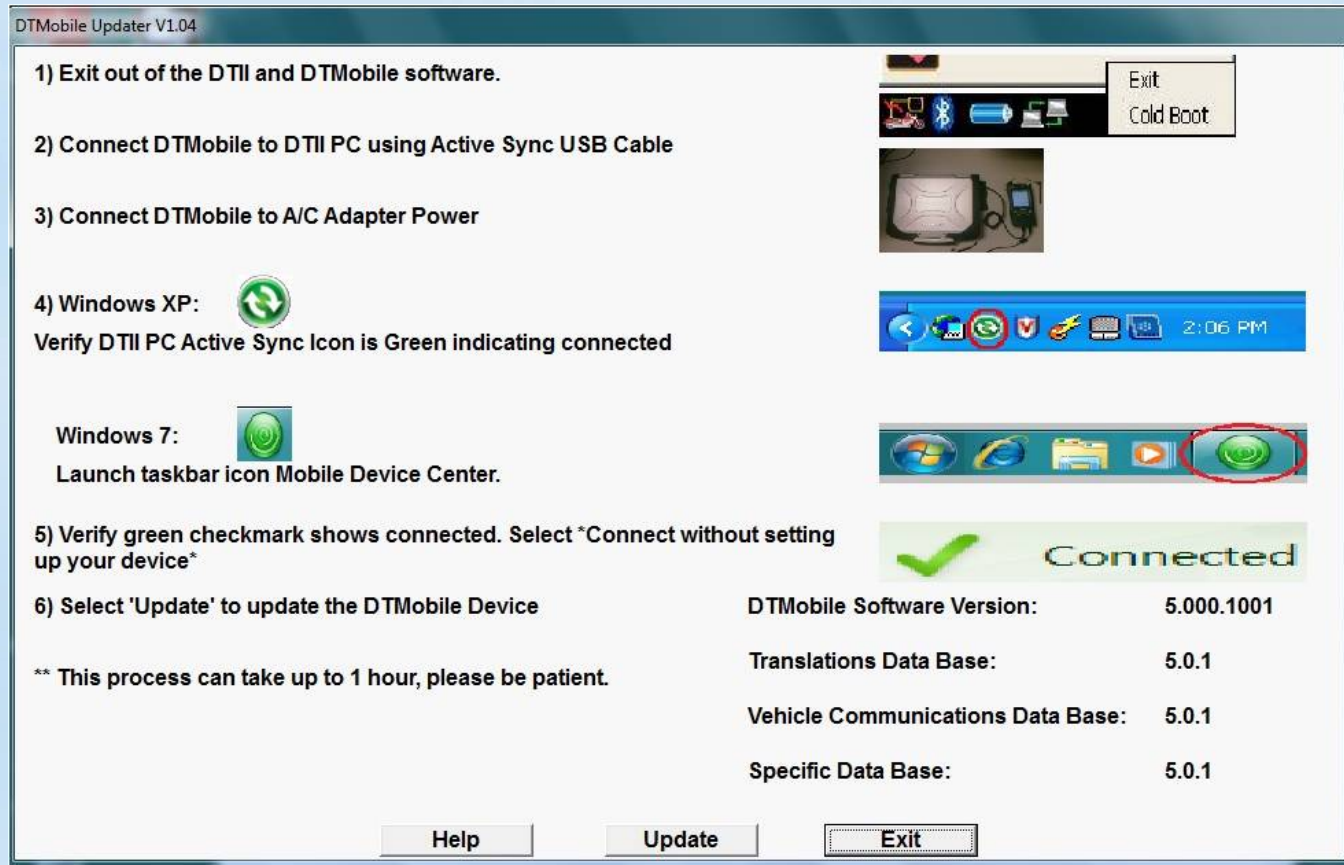 DTMobile Updater V1.04
1) Exit out of the DTII and DTMobile software.
Exit
Cold Boot
2) Connect DTMobile to DTII PC using Active Sync USB Cable
3) Connect DTMobile to A/C Adapter Power
4) Windows XP:
Verify DTII PC Active Sync Icon is Green indicating connected
2:06 PM
Windows 7:
Launch taskbar icon Mobile Device Center.
5) Verify green checkmark shows connected. Select *Connect without setting
up your device*
Connected
6) Select 'Update' to update the DTMobile Device
** This process can take up to 1 hour, please be patient.
DTMobile Software Version: 5.000.1001
Translations Data Base: 5.0.1
Vehicle Communications Data Base: 5.0.1
Specific Data Base: 5.0.1
Help Update Exit